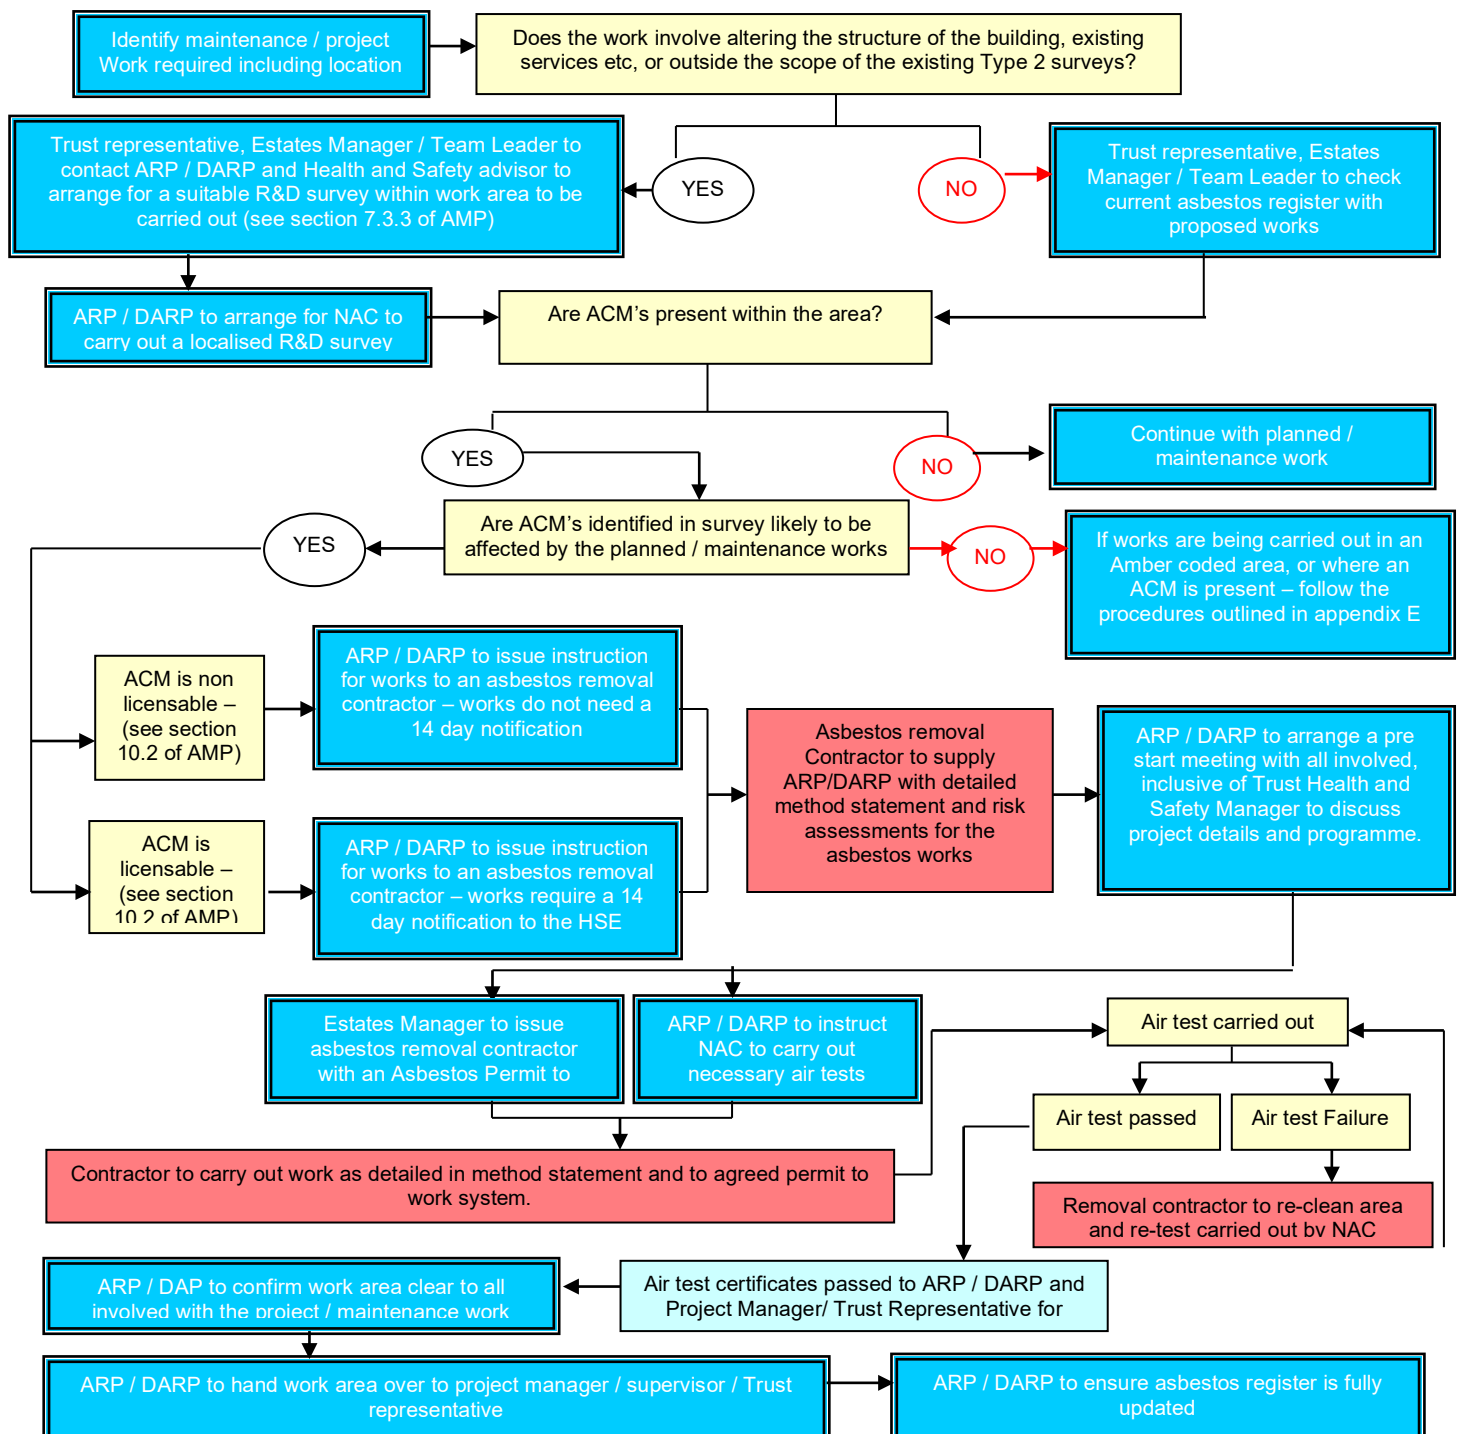 Identify maintenance / project
Work required including location
Does the work involve altering the structure of the building, existing
services etc, or outside the scope of the existing Type 2 surveys?
Trust representative, Estates Manager / Team Leader to
contact ARP / DARP and Health and Safety advisor to
arrange for a suitable R&D survey within work area to be
carried out (see section 7.3.3 of AMP)
YES
NO
Trust representative, Estates
Manager / Team Leader to check
current asbestos register with
proposed works
ARP / DARP to arrange for NAC to
carry out a localised R&D survey
Are ACM's present within the area?
YES
NO
Continue with planned /
maintenance work
Are ACM's identified in survey likely to be
affected by the planned / maintenance works
YES
NO
If works are being carried out in an
Amber coded area, or where an
ACM is present – follow the
procedures outlined in appendix E
ACM is non
licensable –
(see section
10.2 of AMP)
ARP / DARP to issue instruction
for works to an asbestos removal
contractor – works do not need a
14 day notification
ACM is
licensable –
(see section
10.2 of AMP)
ARP / DARP to issue instruction
for works to an asbestos removal
contractor – works require a 14
day notification to the HSE
Asbestos removal
Contractor to supply
ARP/DARP with detailed
method statement and risk
assessments for the
asbestos works
ARP / DARP to arrange a pre
start meeting with all involved,
inclusive of Trust Health and
Safety Manager to discuss
project details and programme.
Estates Manager to issue
asbestos removal contractor
with an Asbestos Permit to
ARP / DARP to instruct
NAC to carry out
necessary air tests
Air test carried out
Air test passed
Air test Failure
Contractor to carry out work as detailed in method statement and to agreed permit to
work system.
Removal contractor to re-clean area
and re-test carried out by NAC
Air test certificates passed to ARP / DARP and
Project Manager/ Trust Representative for
ARP / DAP to confirm work area clear to all
involved with the project / maintenance work
ARP / DARP to hand work area over to project manager / supervisor / Trust
representative
ARP / DARP to ensure asbestos register is fully
updated